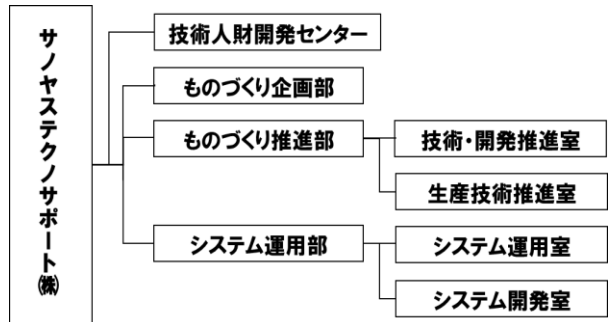 サノヤステクノサポート㈱
技術人財開発センター
ものづくり企画部
ものづくり推進部
技術・開発推進室
生産技術推進室
システム運用部
システム運用室
システム開発室